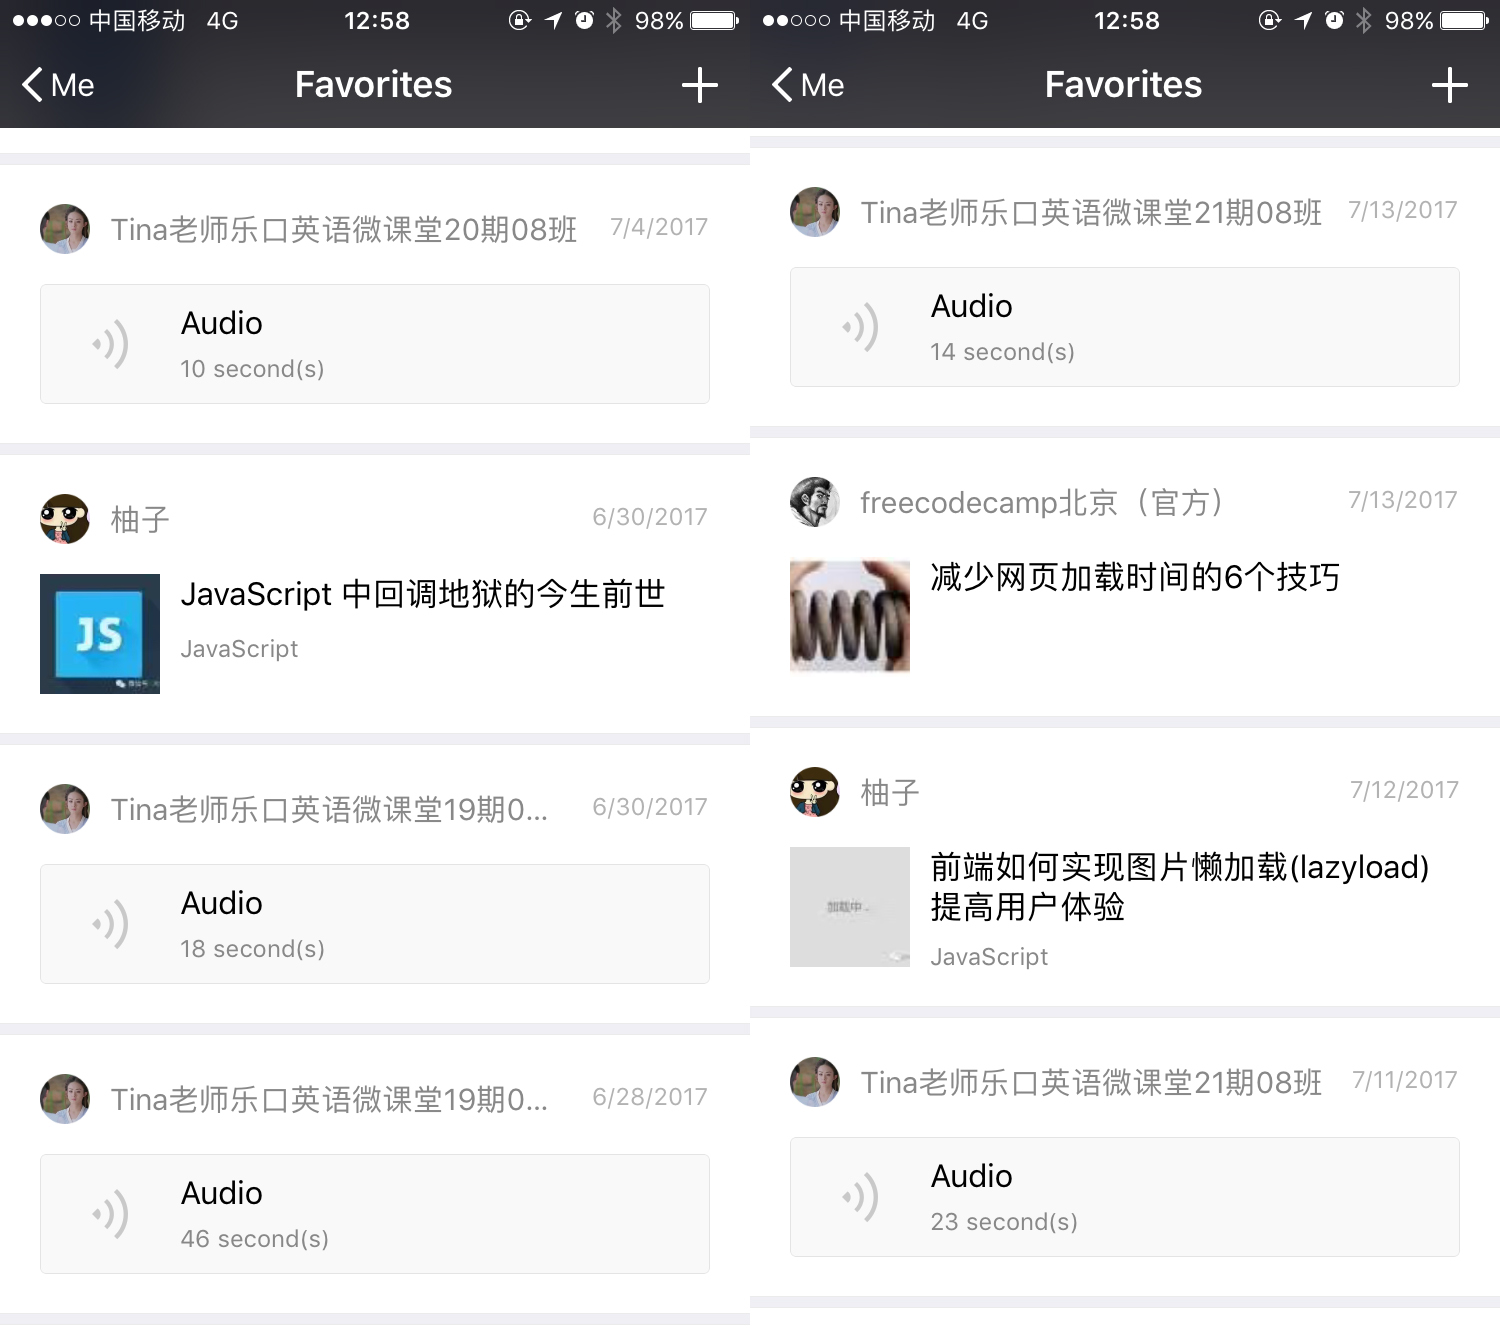 中国移动 4G 12:58 98%
Me Favorites
Tina老师乐口英语微课堂20期08班 7/4/2017
Audio
10 second(s)
柚子 6/30/2017
JS
JavaScript 中回调地狱的今生前世
JavaScript
Tina老师乐口英语微课堂19期0... 6/30/2017
Audio
18 second(s)
Tina老师乐口英语微课堂19期0... 6/28/2017
Audio
46 second(s)
中国移动 4G 12:58 98%
Me Favorites
Tina老师乐口英语微课堂21期08班 7/13/2017
Audio
14 second(s)
freecodecamp北京（官方） 7/13/2017
减少网页加载时间的6个技巧
柚子 7/12/2017
加载中...
前端如何实现图片懒加载(lazyload)
提高用户体验
JavaScript
Tina老师乐口英语微课堂21期08班 7/11/2017
Audio
23 second(s)